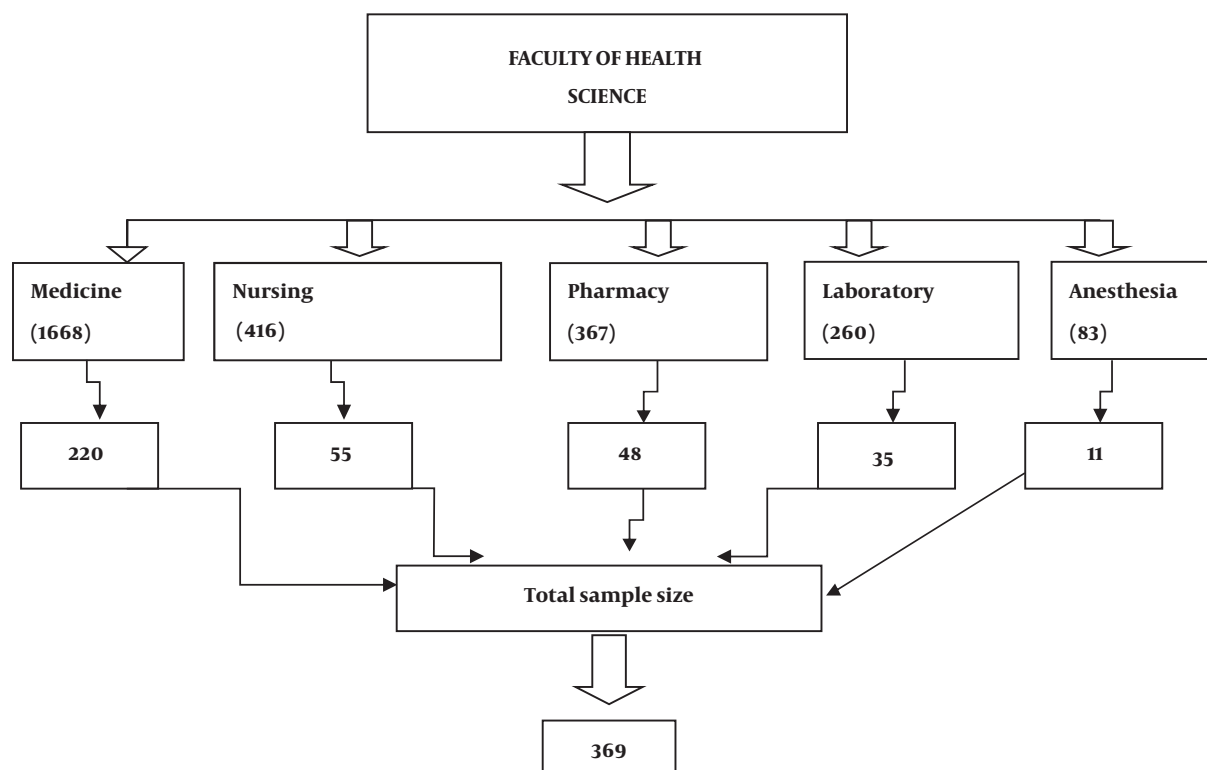 FACULTY OF HEALTH
SCIENCE
Medicine
(1668)
Nursing
(416)
Pharmacy
(367)
Laboratory
(260)
Anesthesia
(83)
220
55
48
35
11
Total sample size
369